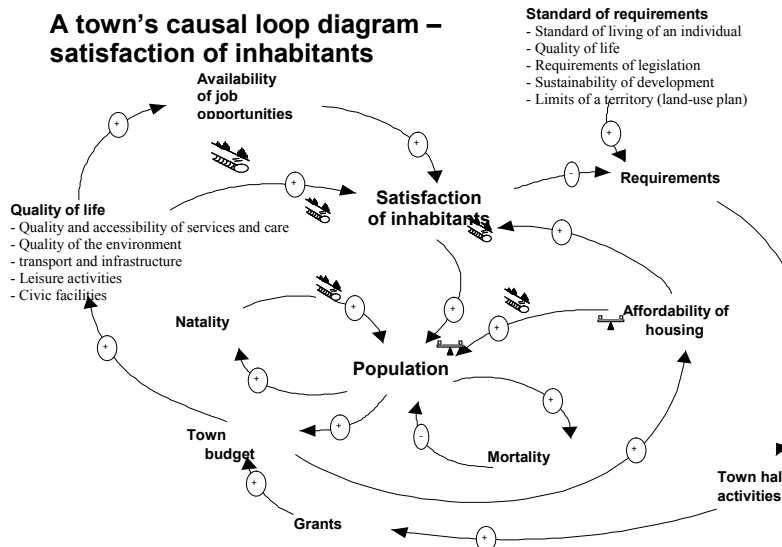 A town's causal loop diagram –
satisfaction of inhabitants
Standard of requirements
- Standard of living of an individual
- Quality of life
- Requirements of legislation
- Sustainability of development
- Limits of a territory (land-use plan)
Availability
of job
opportunities
+
+
+
+
-
Requirements
Satisfaction
of inhabitants
Quality of life
- Quality and accessibility of services and care
- Quality of the environment
- transport and infrastructure
- Leisure activities
- Civic facilities
+
+
+
+
Natality
Affordability of
housing
+
Population
+
+
+
+
-
+
Town
budget
Mortality
+
Town hal
activities
Grants
+